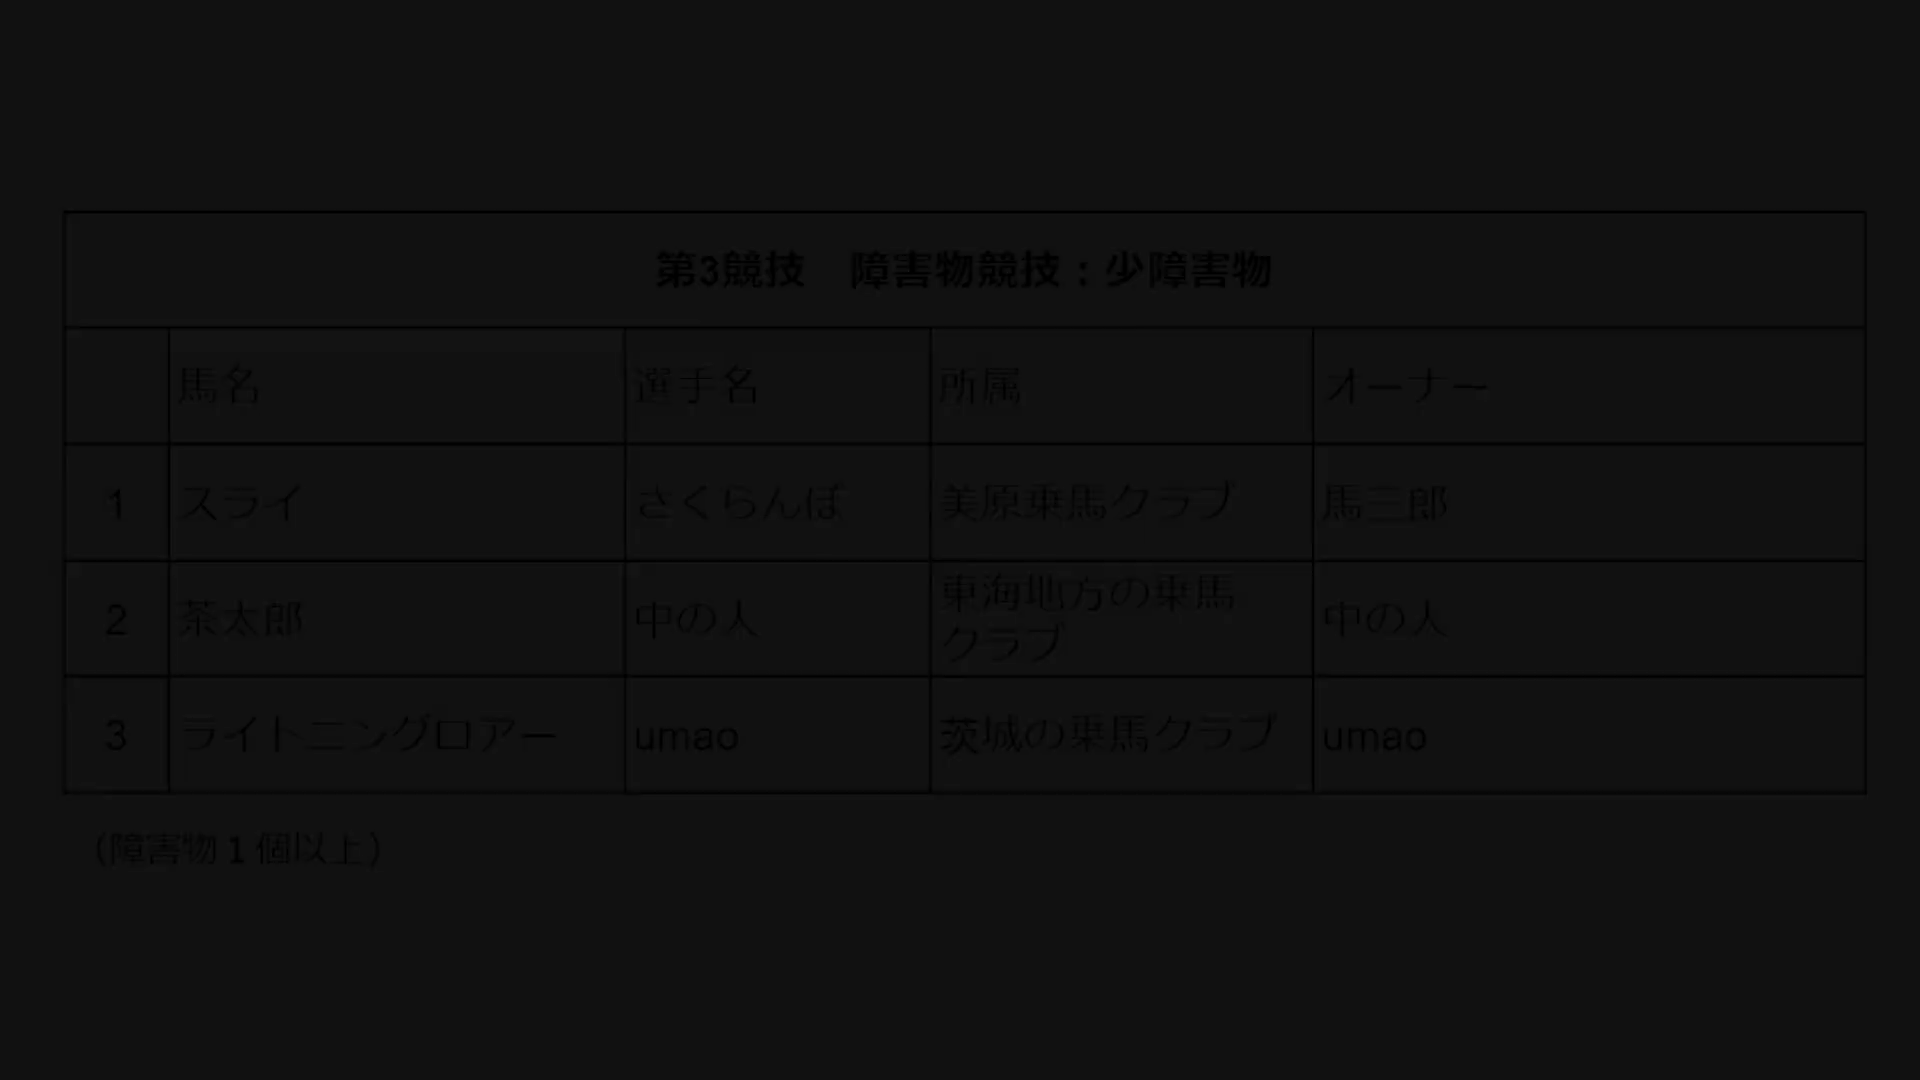 第3競技　障害物競技：少障害物
馬名 選手名 所属 オーナー
1 スライ さくらんぼ 美原乗馬クラブ 馬三郎
2 茶太郎 中の人 東海地方の乗馬 中の人
クラブ
3 ライトミングロアー umao 茨城の乗馬クラブ umao
（障害物１個以上）